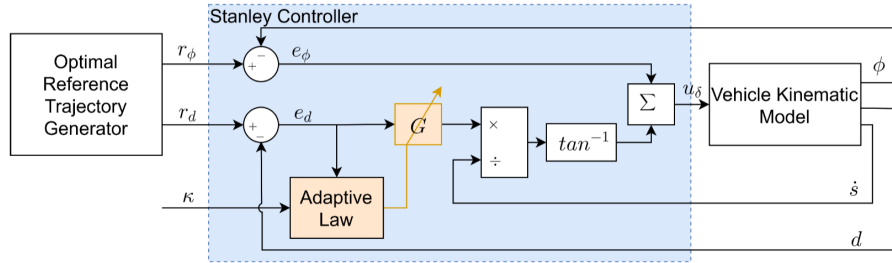 Stanley Controller
Optimal
Reference
Trajectory
Generator
r_ϕ
+ −
e_ϕ
r_d
+ −
e_d
G
×
÷
tan⁻¹
Σ
u_δ
Vehicle Kinematic
Model
ϕ
κ
Adaptive
Law
ṡ
d